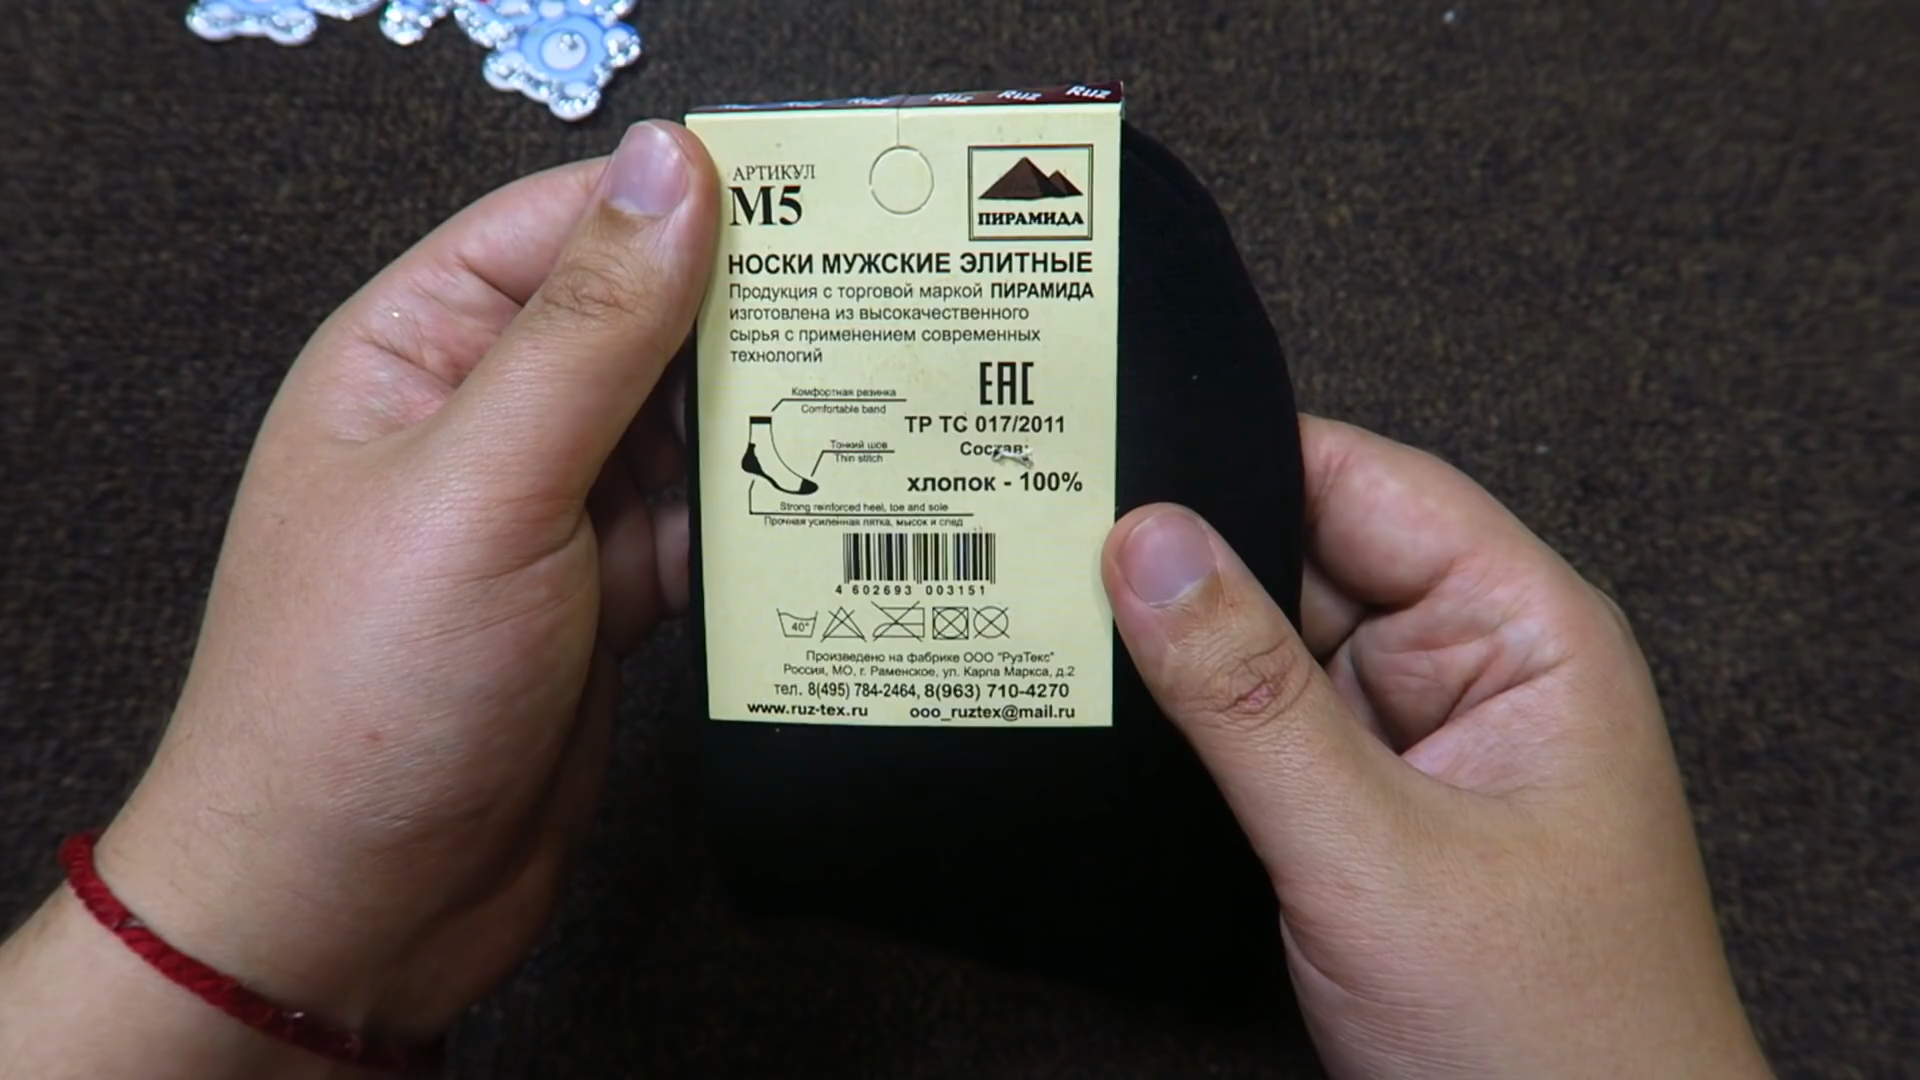 Ruz Ruz Ruz Ruz
АРТИКУЛ
М5
ПИРАМИДА
НОСКИ МУЖСКИЕ ЭЛИТНЫЕ
Продукция с торговой маркой ПИРАМИДА
изготовлена из высокачественного
сырья с применением современных
технологий
ЕАС
Комфортная резинка
Comfortable band
ТР ТС 017/2011
Тонкий шов
Thin stitch
Состав:
хлопок - 100%
Strong reinforced heel, toe and sole
Прочная усиленная пятка, мысок и след
4 602693 003151
40°
Произведено на фабрике ООО "РузТекс"
Россия, МО, г. Раменское, ул. Карла Маркса, д.2
тел. 8(495) 784-2464, 8(963) 710-4270
www.ruz-tex.ru ooo_ruztex@mail.ru